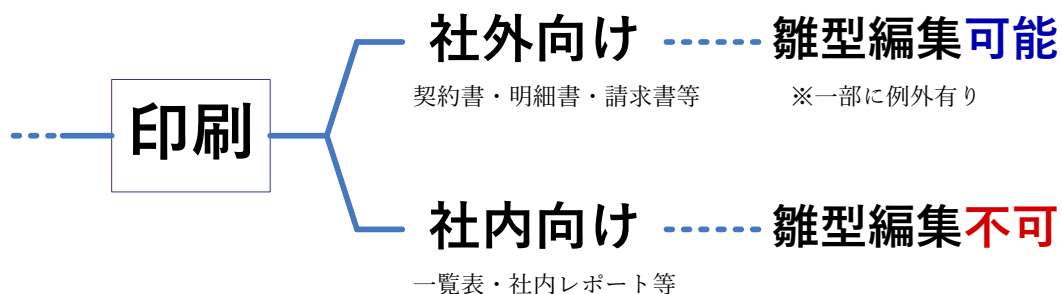 印刷
社外向け
雛型編集可能
契約書・明細書・請求書等
※一部に例外有り
社内向け
雛型編集不可
一覧表・社内レポート等